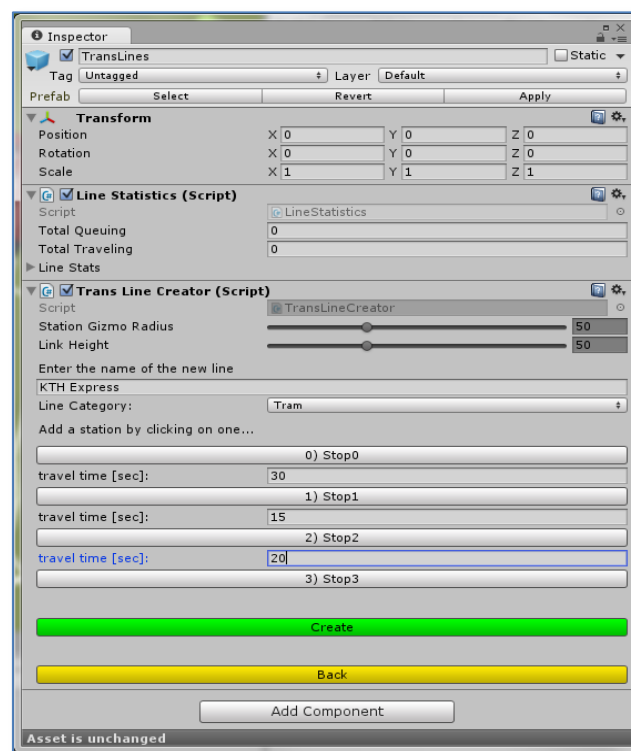 Inspector
TransLines Static
Tag Untagged Layer Default
Prefab Select Revert Apply
Transform
Position X 0 Y 0 Z 0
Rotation X 0 Y 0 Z 0
Scale X 1 Y 1 Z 1
Line Statistics (Script)
Script LineStatistics
Total Queuing 0
Total Traveling 0
Line Stats
Trans Line Creator (Script)
Script TransLineCreator
Station Gizmo Radius 50
Link Height 50
Enter the name of the new line
KTH Express
Line Category: Tram
Add a station by clicking on one...
0) Stop0
travel time [sec]: 30
1) Stop1
travel time [sec]: 15
2) Stop2
travel time [sec]: 20
3) Stop3
Create
Back
Add Component
Asset is unchanged